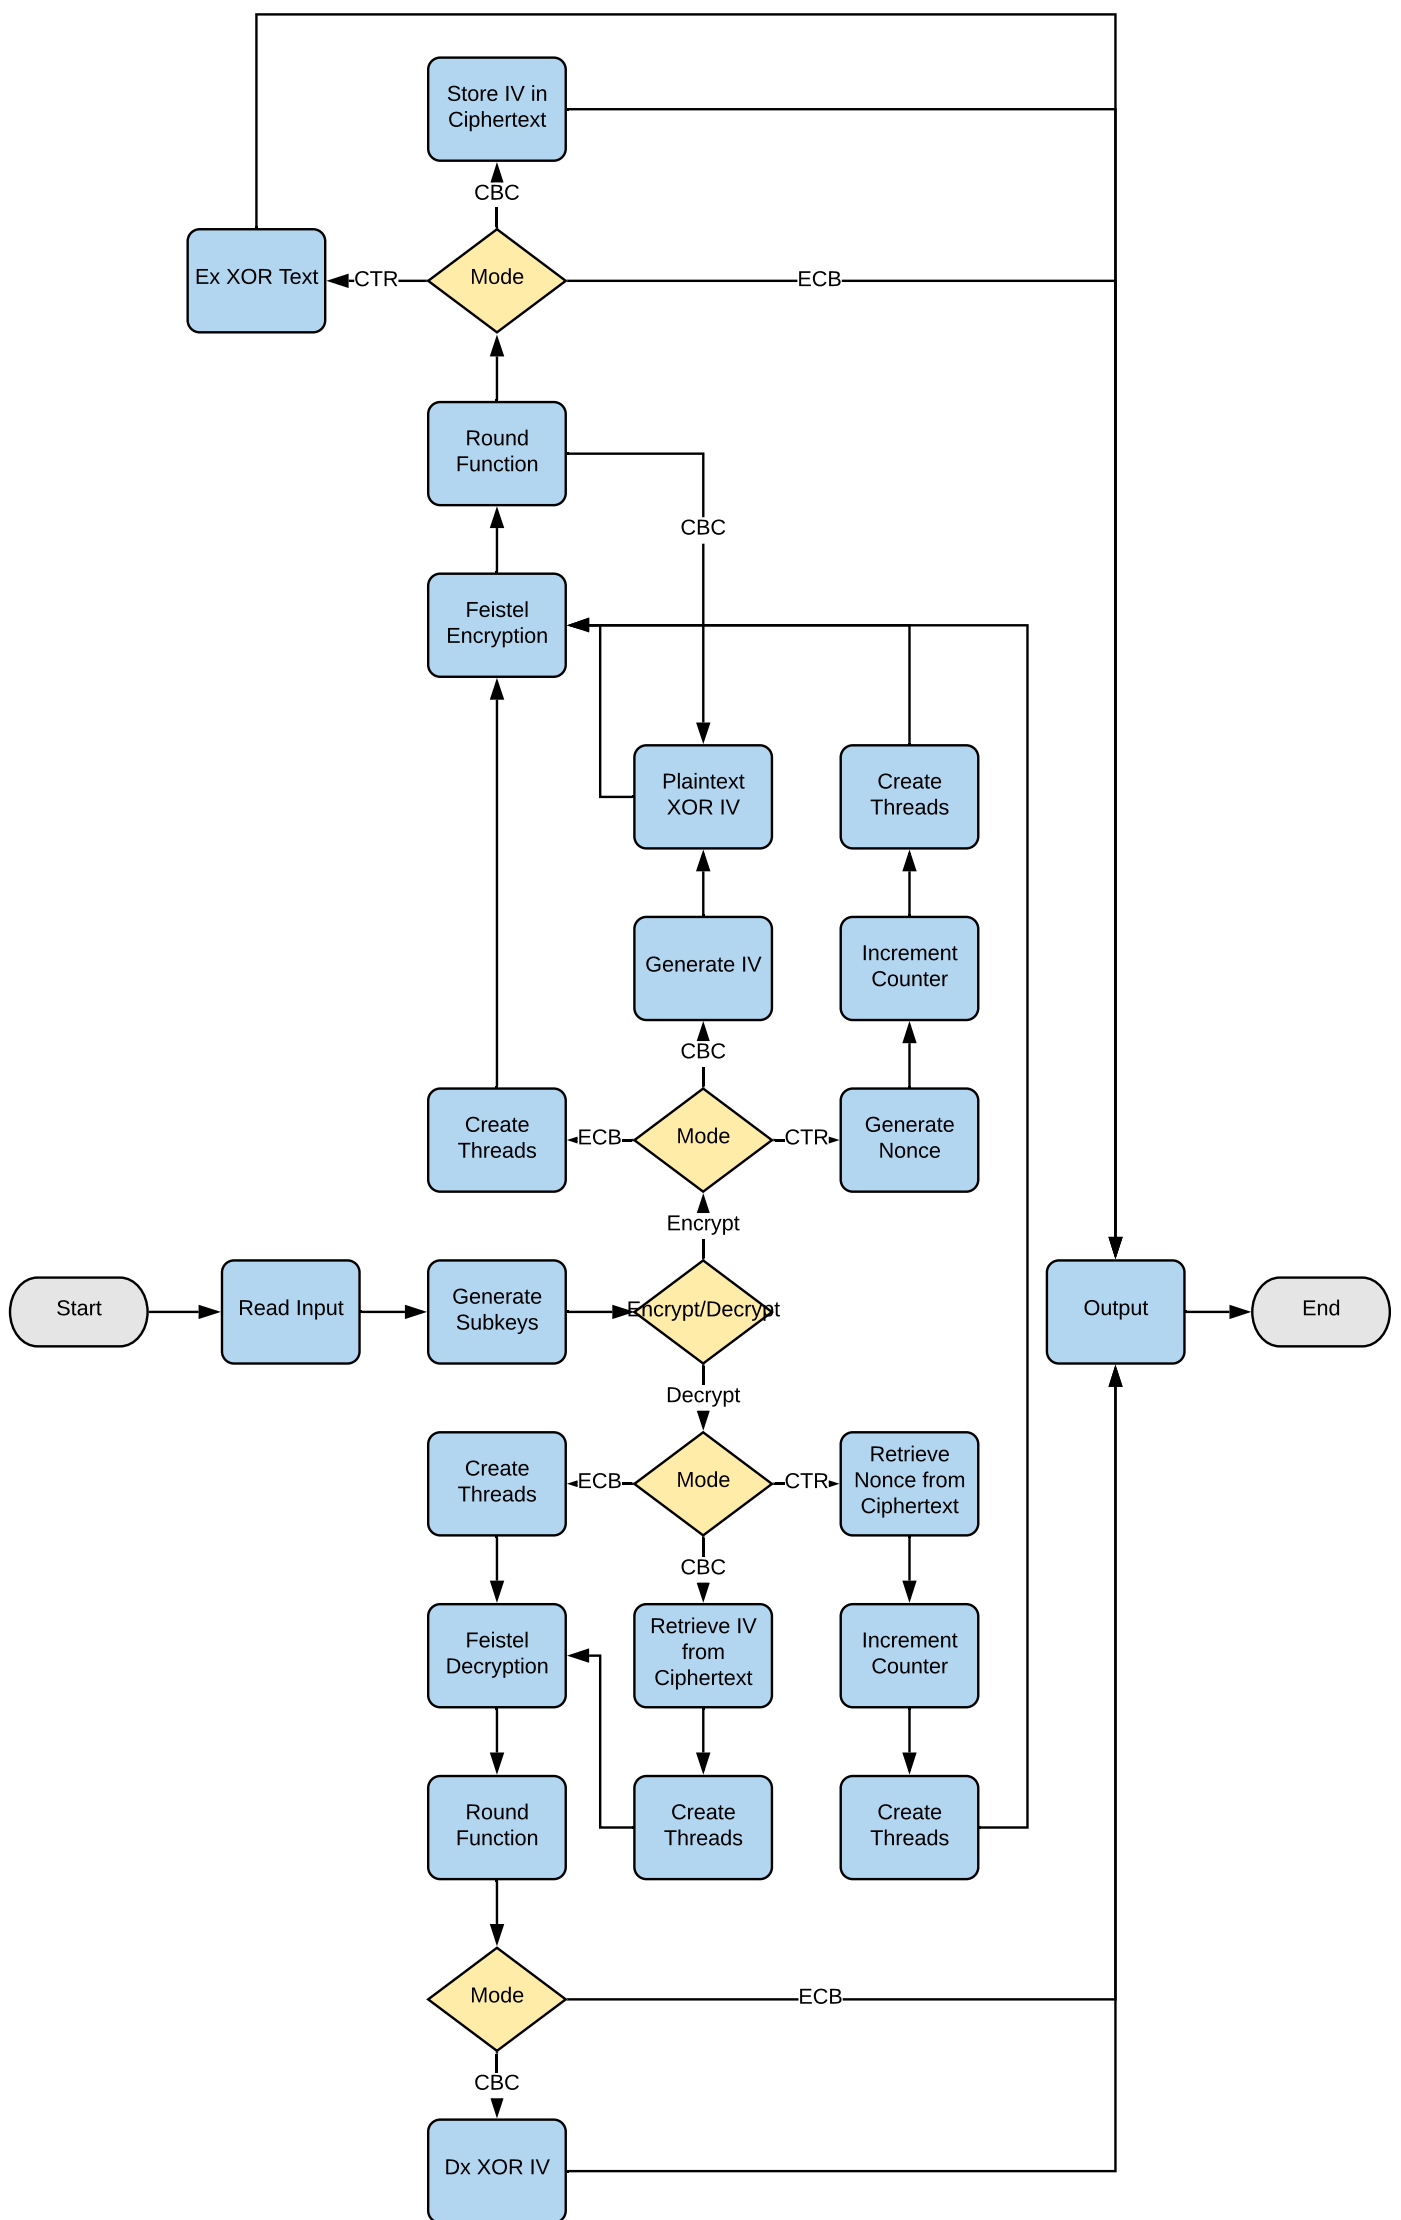 Store IV in
Ciphertext
CBC
Ex XOR Text
CTR
Mode
ECB
Round
Function
CBC
Feistel
Encryption
Plaintext
XOR IV
Create
Threads
Generate IV
Increment
Counter
CBC
Create
Threads
ECB
Mode
CTR
Generate
Nonce
Encrypt
Start
Read Input
Generate
Subkeys
Encrypt/Decrypt
Output
End
Decrypt
Create
Threads
ECB
Mode
CTR
Retrieve
Nonce from
Ciphertext
CBC
Feistel
Decryption
Retrieve IV
from
Ciphertext
Increment
Counter
Round
Function
Create
Threads
Create
Threads
Mode
ECB
CBC
Dx XOR IV